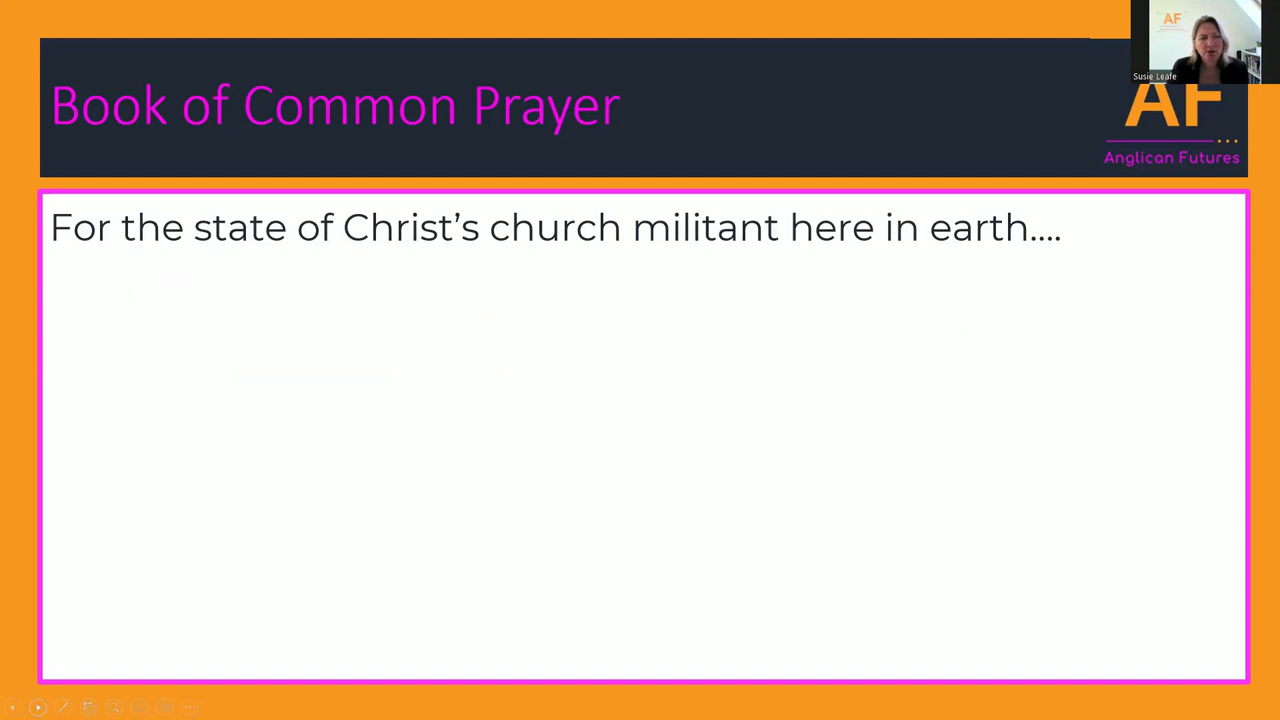 AF
Susie Leafe
Book of Common Prayer
AF
Anglican Futures
For the state of Christ’s church militant here in earth....